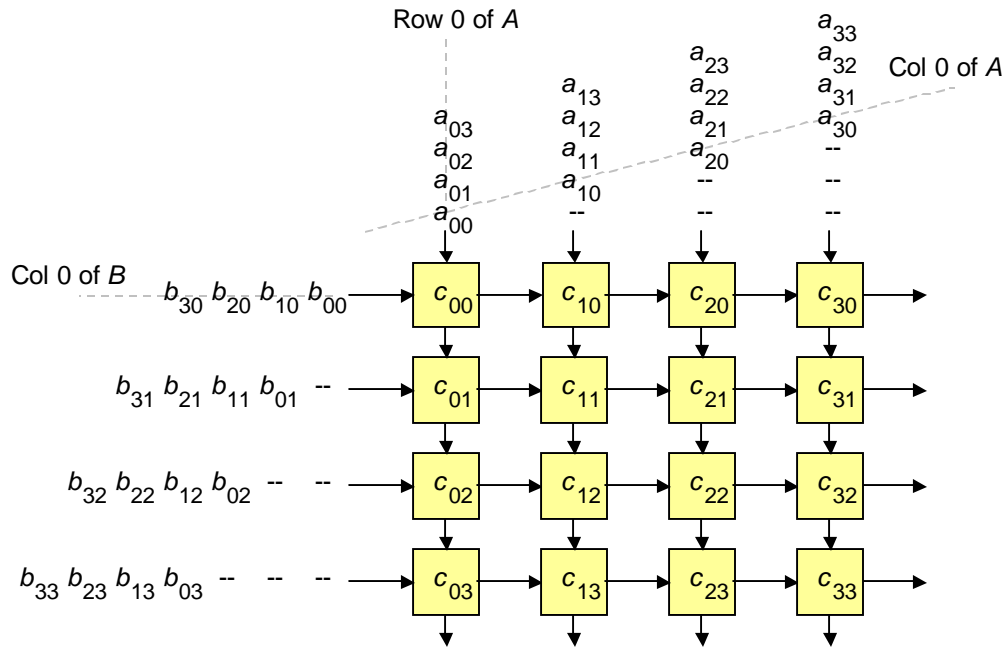 Row 0 of A
a33
a23 a32 Col 0 of A
a13 a22 a31
a03 a12 a21 a30
a02 a11 a20 --
a01 a10 -- --
a00 -- -- --
Col 0 of B
b30 b20 b10 b00 c00 c10 c20 c30
b31 b21 b11 b01 -- c01 c11 c21 c31
b32 b22 b12 b02 -- -- c02 c12 c22 c32
b33 b23 b13 b03 -- -- -- c03 c13 c23 c33